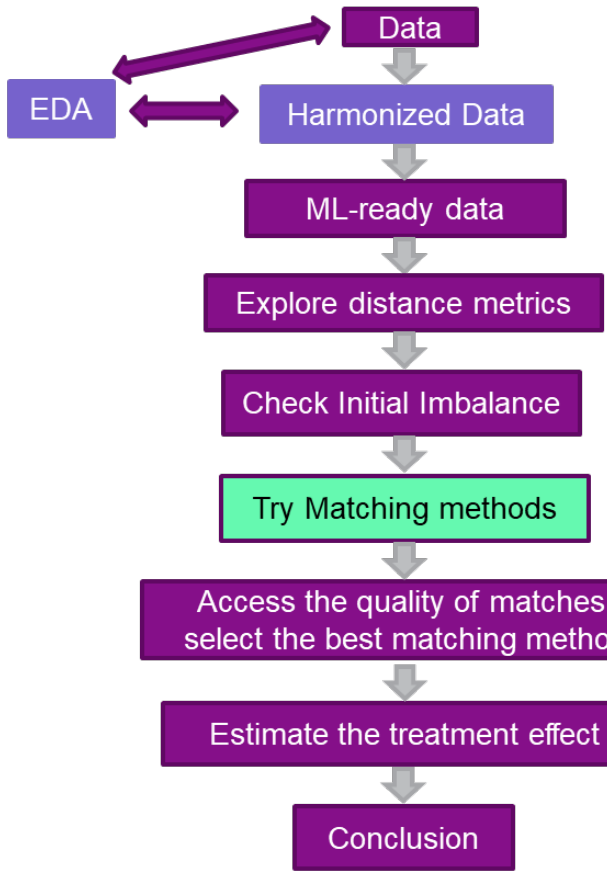 Data
EDA
Harmonized Data
ML-ready data
Explore distance metrics
Check Initial Imbalance
Try Matching methods
Access the quality of matches
select the best matching metho
Estimate the treatment effect
Conclusion